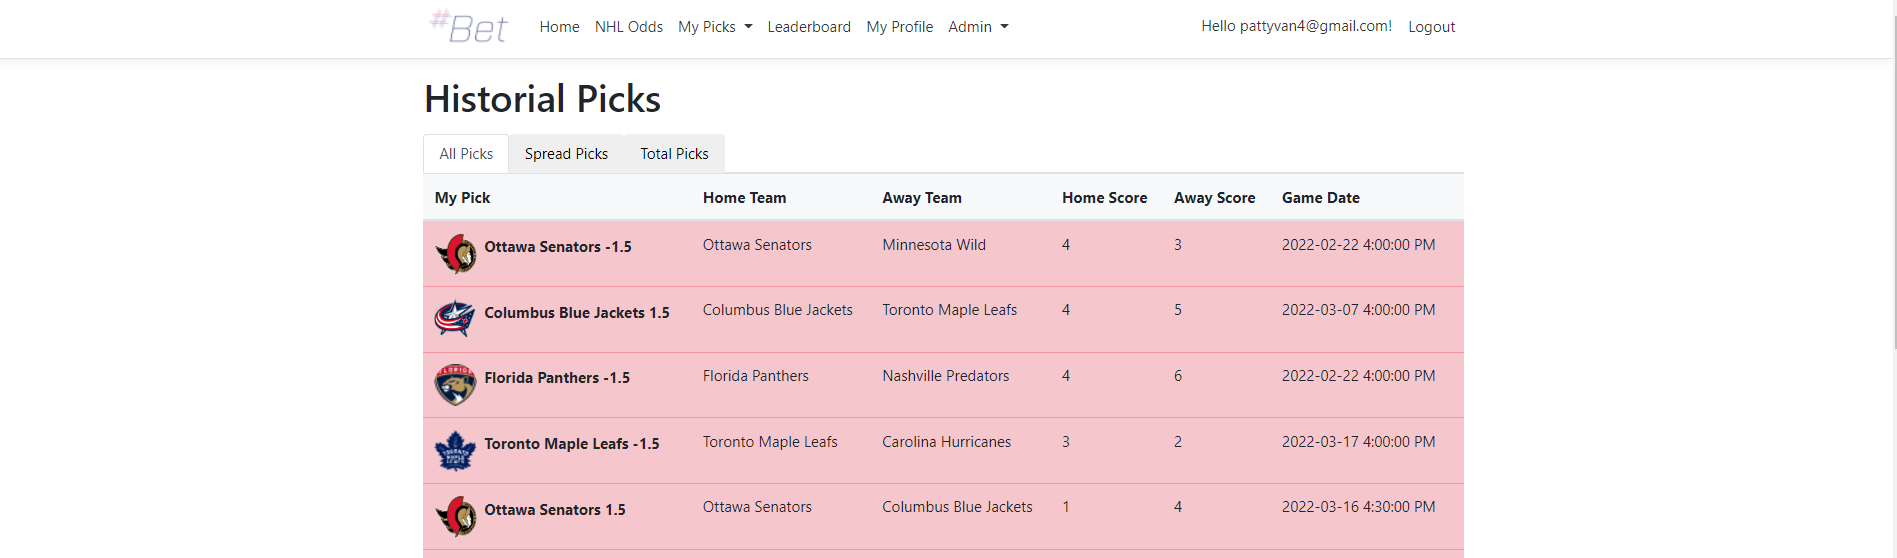 #Bet Home NHL Odds My Picks Leaderboard My Profile Admin Hello pattyvan4@gmail.com! Logout
Historial Picks
All Picks Spread Picks Total Picks
My Pick Home Team Away Team Home Score Away Score Game Date
Ottawa Senators -1.5 Ottawa Senators Minnesota Wild 4 3 2022-02-22 4:00:00 PM
Columbus Blue Jackets 1.5 Columbus Blue Jackets Toronto Maple Leafs 4 5 2022-03-07 4:00:00 PM
FLORIDA
Florida Panthers -1.5 Florida Panthers Nashville Predators 4 6 2022-02-22 4:00:00 PM
Toronto Maple Leafs -1.5 Toronto Maple Leafs Carolina Hurricanes 3 2 2022-03-17 4:00:00 PM
TORONTO
MAPLE
LEAFS
Ottawa Senators 1.5 Ottawa Senators Columbus Blue Jackets 1 4 2022-03-16 4:30:00 PM